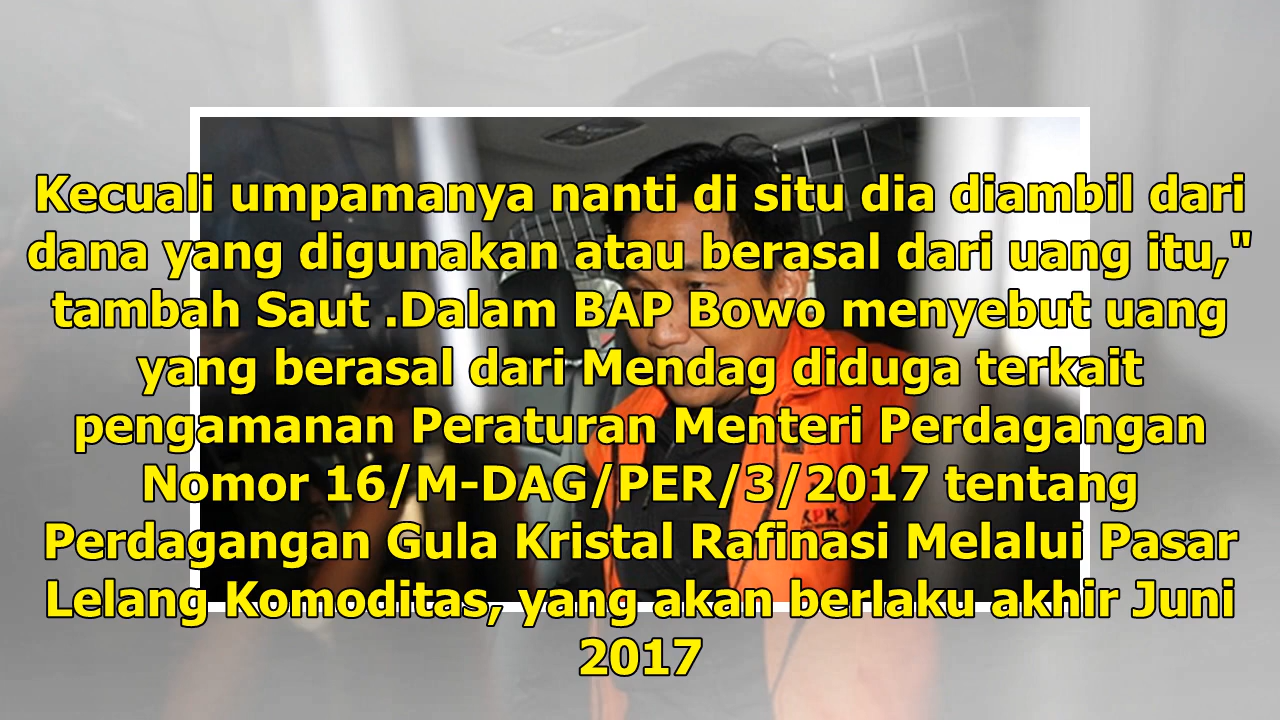 Kecuali umpamanya nanti di situ dia diambil dari
dana yang digunakan atau berasal dari uang itu,"
tambah Saut .Dalam BAP Bowo menyebut uang
yang berasal dari Mendag diduga terkait
pengamanan Peraturan Menteri Perdagangan
Nomor 16/M-DAG/PER/3/2017 tentang
Perdagangan Gula Kristal Rafinasi Melalui Pasar
Lelang Komoditas, yang akan berlaku akhir Juni
2017
KPK